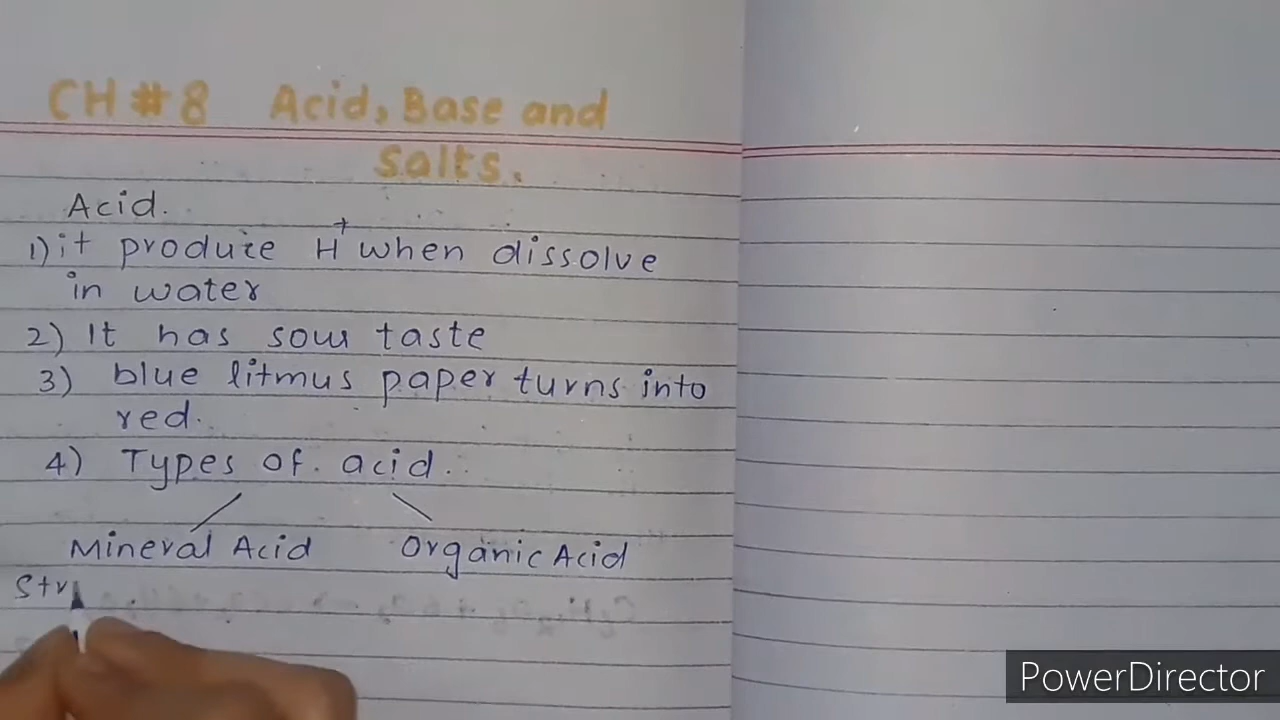 CH # 8 Acid, Base and
Salts.
Acid.
1) it produce H+ when dissolve
in water
2) It has sour taste
3) blue litmus paper turns into
red.
4) Types of. acid..
Mineral Acid Organic Acid
PowerDirector